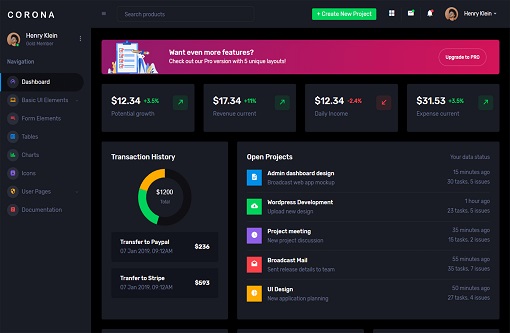 CORONA
Search products
+ Create New Project
Henry Klein
Henry Klein
Gold Member
Navigation
Dashboard
Basic UI Elements
Form Elements
Tables
Charts
Icons
User Pages
Documentation
Want even more features?
Check out our Pro version with 5 unique layouts!
Upgrade to PRO
$12.34 +3.5%
Potential growth
$17.34 +11%
Revenue current
$12.34 -2.4%
Daily Income
$31.53 +3.5%
Expense current
Transaction History
$1200
Total
Transfer to Paypal
07 Jan 2019, 09:12AM
$236
Tranfer to Stripe
07 Jan 2019, 09:12AM
$593
Open Projects
Your data status
Admin dashboard design
Broadcast web app mockup
15 minutes ago
30 tasks, 5 issues
Wordpress Development
Upload new design
1 hour ago
23 tasks, 5 issues
Project meeting
New project discussion
35 minutes ago
15 tasks, 2 issues
Broadcast Mail
Sent release details to team
55 minutes ago
35 tasks, 7 issues
UI Design
New application planning
50 minutes ago
27 tasks, 4 issues